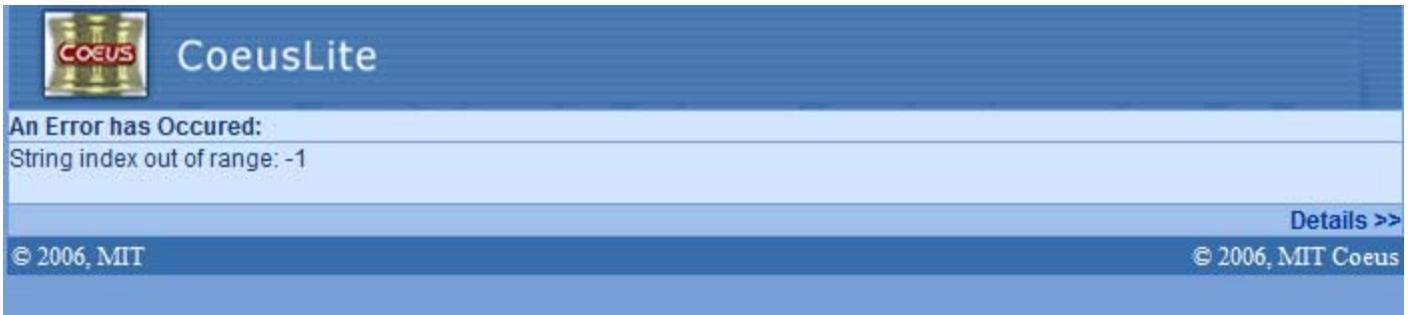 COEUS
CoeusLite
An Error has Occured:
String index out of range: -1
Details >>
© 2006, MIT
© 2006, MIT Coeus